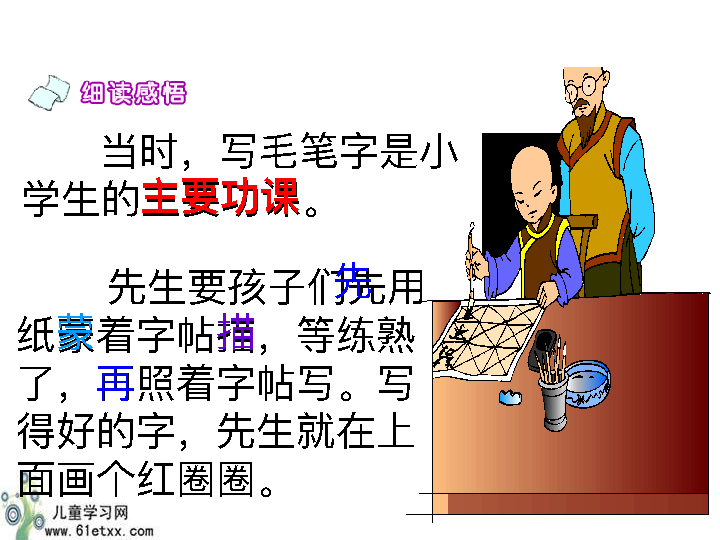 细读感悟
当时，写毛笔字是小
学生的主要功课。
先生要孩子们先用
纸蒙着字帖描，等练熟
了，再照着字帖写。写
得好的字，先生就在上
面画个红圈圈。
儿童学习网
www.61etxx.com